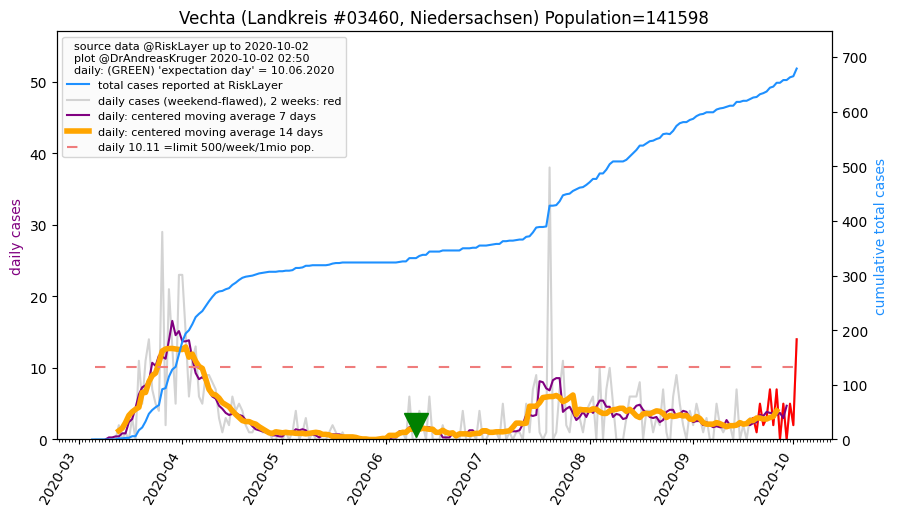 Vechta (Landkreis #03460, Niedersachsen) Population=141598
source data @RiskLayer up to 2020-10-02
plot @DrAndreasKruger 2020-10-02 02:50
daily: (GREEN) 'expectation day' = 10.06.2020
total cases reported at RiskLayer
daily cases (weekend-flawed), 2 weeks: red
daily: centered moving average 7 days
daily: centered moving average 14 days
daily 10.11 =limit 500/week/1mio pop.
daily cases
50
40
30
20
10
0
cumulative total cases
700
600
500
400
300
200
100
0
2020-03
2020-04
2020-05
2020-06
2020-07
2020-08
2020-09
2020-10